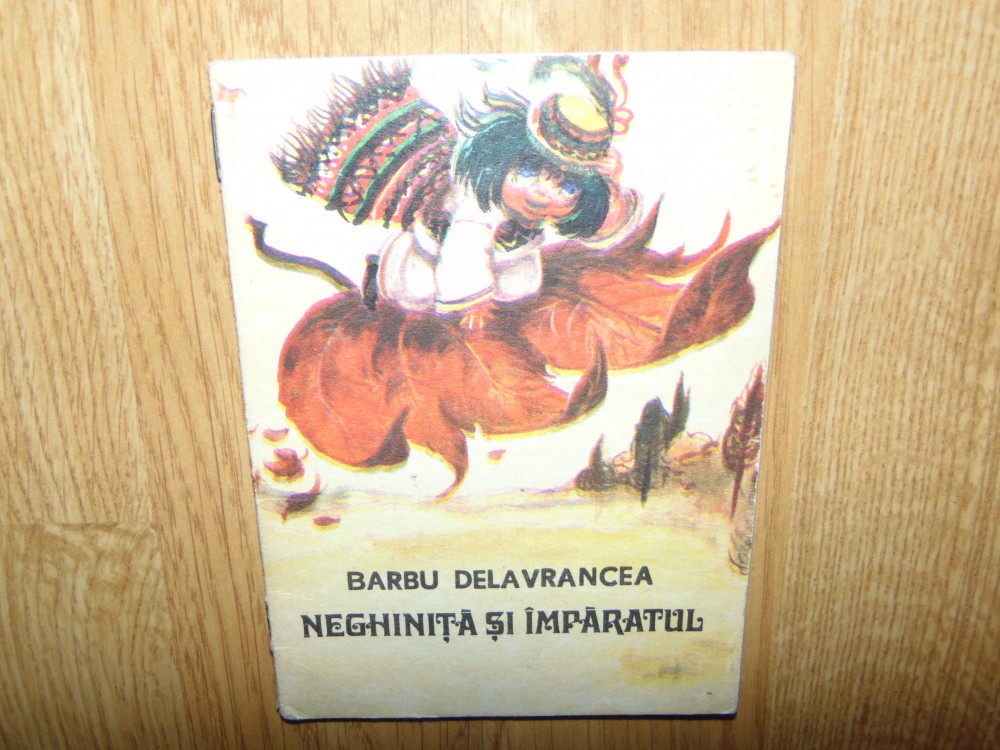 BARBU DELAVRANCEA
NEGHINIȚĂ ȘI ÎMPĂRATUL